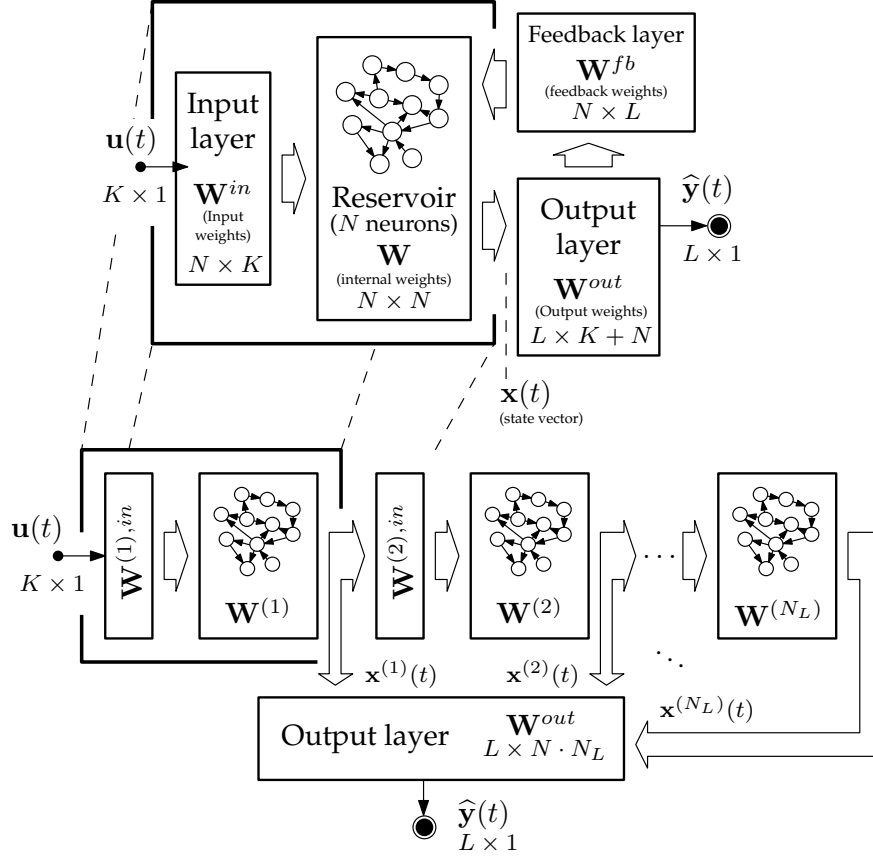 Feedback layer
W^{fb}
(feedback weights)
N × L
Input
layer
u(t)
K × 1
W^{in}
(Input
weights)
N × K
Reservoir
(N neurons)
W
(internal weights)
N × N
Output
layer
W^{out}
(Output weights)
L × K + N
ŷ(t)
L × 1
x(t)
(state vector)
u(t)
K × 1
W^{(1),in}
W^{(1)}
W^{(2),in}
W^{(2)}
· · ·
W^{(N_L)}
x^{(1)}(t)
x^{(2)}(t)
⋱
x^{(N_L)}(t)
Output layer
W^{out}
L × N · N_L
ŷ(t)
L × 1